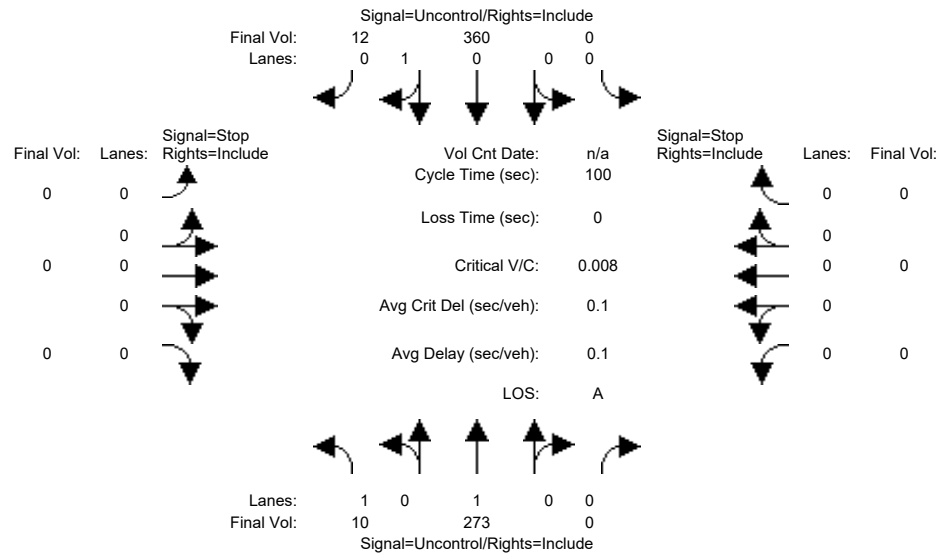 Signal=Uncontrol/Rights=Include
Final Vol: 12 360 0
Lanes: 0 1 0 0 0
Signal=Stop Signal=Stop
Final Vol: Lanes: Rights=Include Vol Cnt Date: n/a Rights=Include Lanes: Final Vol:
Cycle Time (sec): 100
0 0 0 0
Loss Time (sec): 0
0 0
0 0 Critical V/C: 0.008 0 0
0 Avg Crit Del (sec/veh): 0.1 0
0 0 Avg Delay (sec/veh): 0.1 0 0
LOS: A
Lanes: 1 0 1 0 0
Final Vol: 10 273 0
Signal=Uncontrol/Rights=Include